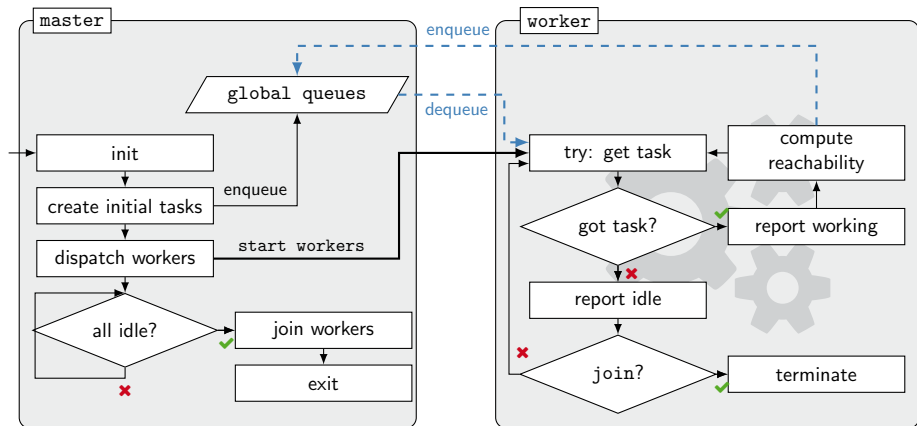 master
worker
enqueue
global queues
dequeue
init
try: get task
compute
reachability
enqueue
create initial tasks
got task?
report working
start workers
dispatch workers
report idle
all idle?
join workers
join?
terminate
exit